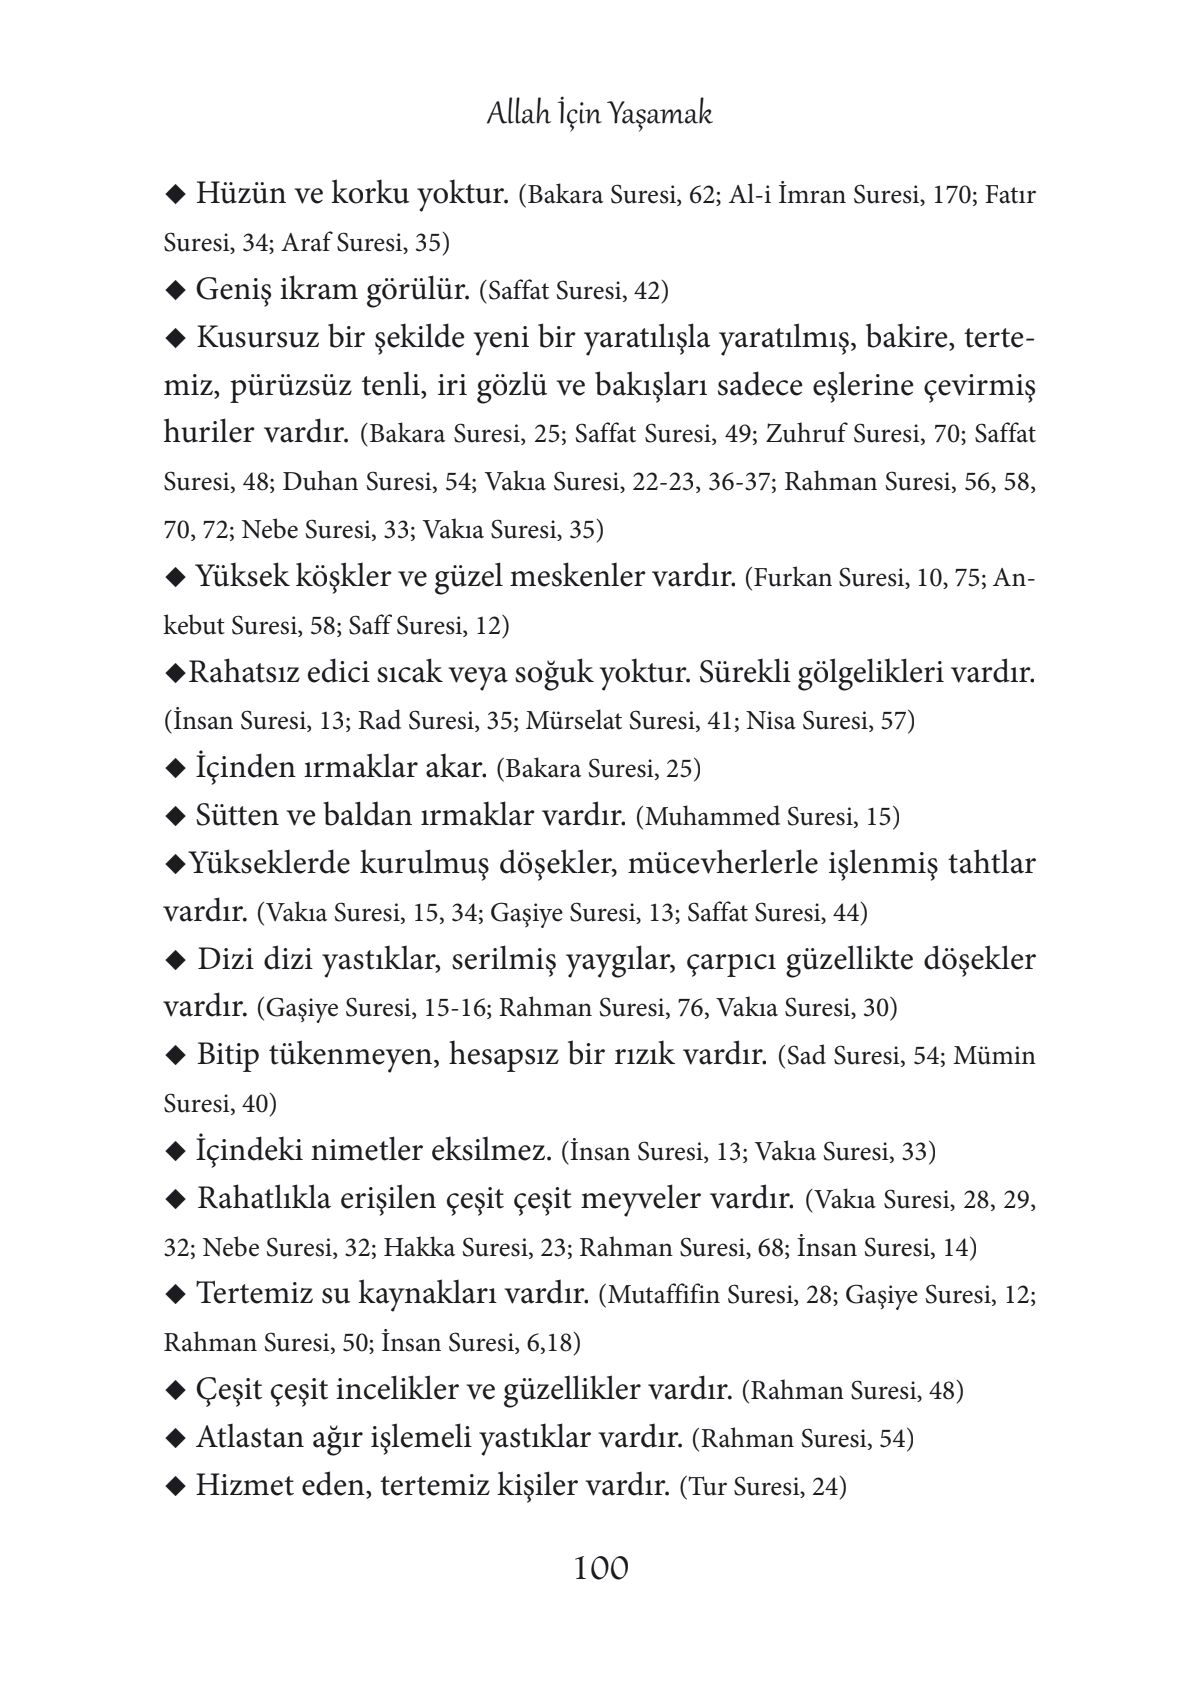 Allah İçin Yaşamak
◆ Hüzün ve korku yoktur. (Bakara Suresi, 62; Al-i İmran Suresi, 170; Fatır
Suresi, 34; Araf Suresi, 35)
◆ Geniş ikram görülür. (Saffat Suresi, 42)
◆ Kusursuz bir şekilde yeni bir yaratılışla yaratılmış, bakire, terte-
miz, pürüzsüz tenli, iri gözlü ve bakışları sadece eşlerine çevirmiş
huriler vardır. (Bakara Suresi, 25; Saffat Suresi, 49; Zuhruf Suresi, 70; Saffat
Suresi, 48; Duhan Suresi, 54; Vakıa Suresi, 22-23, 36-37; Rahman Suresi, 56, 58,
70, 72; Nebe Suresi, 33; Vakıa Suresi, 35)
◆ Yüksek köşkler ve güzel meskenler vardır. (Furkan Suresi, 10, 75; An-
kebut Suresi, 58; Saff Suresi, 12)
◆Rahatsız edici sıcak veya soğuk yoktur. Sürekli gölgelikleri vardır.
(İnsan Suresi, 13; Rad Suresi, 35; Mürselat Suresi, 41; Nisa Suresi, 57)
◆ İçinden ırmaklar akar. (Bakara Suresi, 25)
◆ Sütten ve baldan ırmaklar vardır. (Muhammed Suresi, 15)
◆Yükseklerde kurulmuş döşekler, mücevherlerle işlenmiş tahtlar
vardır. (Vakıa Suresi, 15, 34; Gaşiye Suresi, 13; Saffat Suresi, 44)
◆ Dizi dizi yastıklar, serilmiş yaygılar, çarpıcı güzellikte döşekler
vardır. (Gaşiye Suresi, 15-16; Rahman Suresi, 76, Vakıa Suresi, 30)
◆ Bitip tükenmeyen, hesapsız bir rızık vardır. (Sad Suresi, 54; Mümin
Suresi, 40)
◆ İçindeki nimetler eksilmez. (İnsan Suresi, 13; Vakıa Suresi, 33)
◆ Rahatlıkla erişilen çeşit çeşit meyveler vardır. (Vakıa Suresi, 28, 29,
32; Nebe Suresi, 32; Hakka Suresi, 23; Rahman Suresi, 68; İnsan Suresi, 14)
◆ Tertemiz su kaynakları vardır. (Mutaffifin Suresi, 28; Gaşiye Suresi, 12;
Rahman Suresi, 50; İnsan Suresi, 6,18)
◆ Çeşit çeşit incelikler ve güzellikler vardır. (Rahman Suresi, 48)
◆ Atlastan ağır işlemeli yastıklar vardır. (Rahman Suresi, 54)
◆ Hizmet eden, tertemiz kişiler vardır. (Tur Suresi, 24)
100